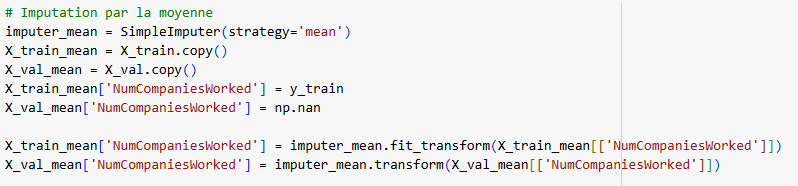 # Imputation par la moyenne
imputer_mean = SimpleImputer(strategy='mean')
X_train_mean = X_train.copy()
X_val_mean = X_val.copy()
X_train_mean['NumCompaniesWorked'] = y_train
X_val_mean['NumCompaniesWorked'] = np.nan
X_train_mean['NumCompaniesWorked'] = imputer_mean.fit_transform(X_train_mean[['NumCompaniesWorked']])
X_val_mean['NumCompaniesWorked'] = imputer_mean.transform(X_val_mean[['NumCompaniesWorked']])